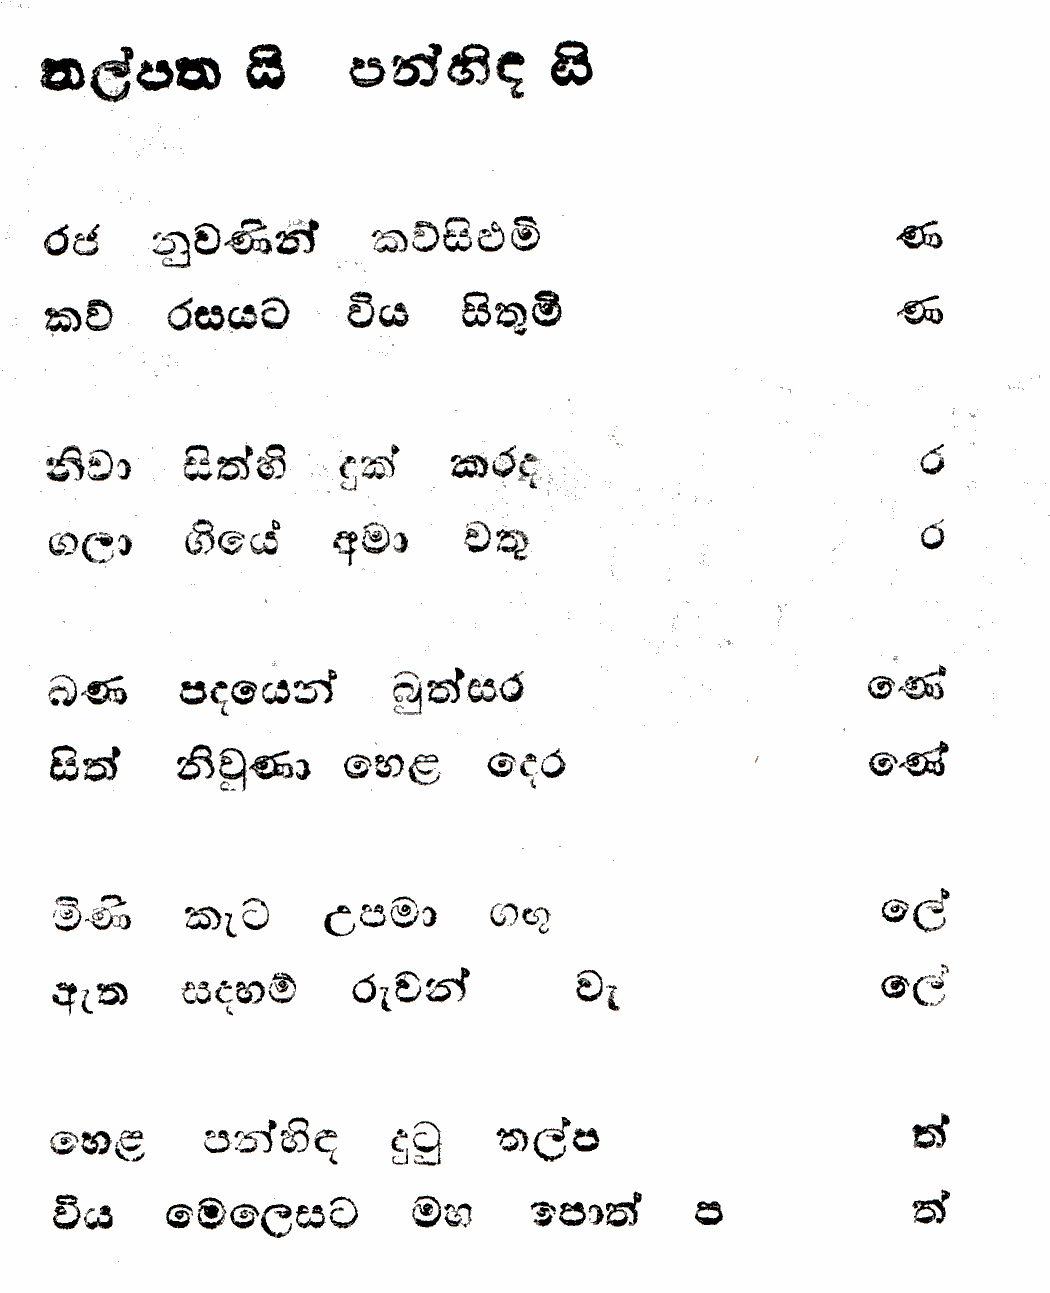 තල්පත යි පන්හිඳ යි
රජ නුවණින් කව්සිළුමි ණ
කව් රසයට විය සිතුමි ණ
නිවා සිත්හි දුක් කරද ර
ගලා ගියේ අමා වතු ර
බණ පදයෙන් බුත්සර ණේ
සිත් නිවුණා හෙළ දෙර ණේ
මිණි කැට උපමා ගඟු ලේ
ඇත සදහම් රුවන් වැ ලේ
හෙළ පන්හිඳ දුටු තල්ප ත්
විය මෙලෙසට මහ පොත් ප ත්